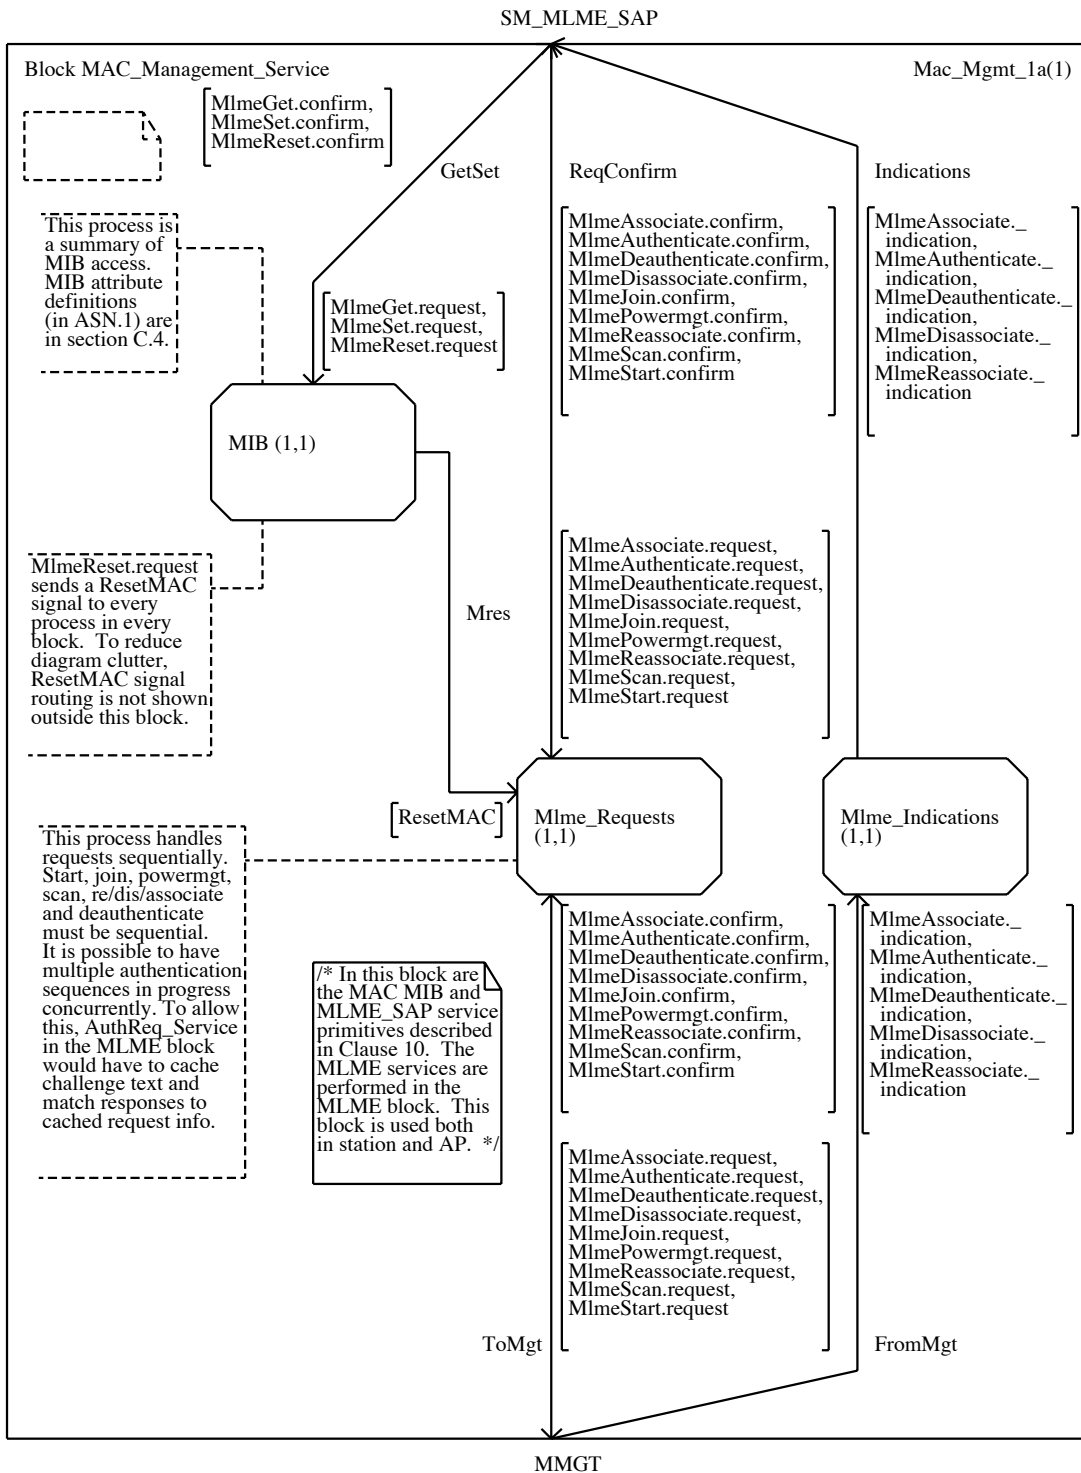 SM_MLME_SAP
Block MAC_Management_Service
Mac_Mgmt_1a(1)
MlmeGet.confirm,
MlmeSet.confirm,
MlmeReset.confirm
GetSet
ReqConfirm
Indications
This process is
a summary of
MIB access.
MIB attribute
definitions
(in ASN.1) are
in section C.4.
MlmeGet.request,
MlmeSet.request,
MlmeReset.request
MlmeAssociate.confirm,
MlmeAuthenticate.confirm,
MlmeDeauthenticate.confirm,
MlmeDisassociate.confirm,
MlmeJoin.confirm,
MlmePowermgt.confirm,
MlmeReassociate.confirm,
MlmeScan.confirm,
MlmeStart.confirm
MlmeAssociate._
indication,
MlmeAuthenticate._
indication,
MlmeDeauthenticate._
indication,
MlmeDisassociate._
indication,
MlmeReassociate._
indication
MIB (1,1)
MlmeReset.request
sends a ResetMAC
signal to every
process in every
block.  To reduce
diagram clutter,
ResetMAC signal
routing is not shown
outside this block.
Mres
MlmeAssociate.request,
MlmeAuthenticate.request,
MlmeDeauthenticate.request,
MlmeDisassociate.request,
MlmeJoin.request,
MlmePowermgt.request,
MlmeReassociate.request,
MlmeScan.request,
MlmeStart.request
ResetMAC
Mlme_Requests
(1,1)
Mlme_Indications
(1,1)
This process handles
requests sequentially.
Start, join, powermgt,
scan, re/dis/associate
and deauthenticate
must be sequential.
It is possible to have
multiple authentication
sequences in progress
concurrently. To allow
this, AuthReq_Service
in the MLME block
would have to cache
challenge text and
match responses to
cached request info.
/* In this block are
the MAC MIB and
MLME_SAP service
primitives described
in Clause 10.  The
MLME services are
performed in the
MLME block.  This
block is used both
in station and AP.  */
MlmeAssociate.confirm,
MlmeAuthenticate.confirm,
MlmeDeauthenticate.confirm,
MlmeDisassociate.confirm,
MlmeJoin.confirm,
MlmePowermgt.confirm,
MlmeReassociate.confirm,
MlmeScan.confirm,
MlmeStart.confirm
MlmeAssociate._
indication,
MlmeAuthenticate._
indication,
MlmeDeauthenticate._
indication,
MlmeDisassociate._
indication,
MlmeReassociate._
indication
MlmeAssociate.request,
MlmeAuthenticate.request,
MlmeDeauthenticate.request,
MlmeDisassociate.request,
MlmeJoin.request,
MlmePowermgt.request,
MlmeReassociate.request,
MlmeScan.request,
MlmeStart.request
ToMgt
FromMgt
MMGT